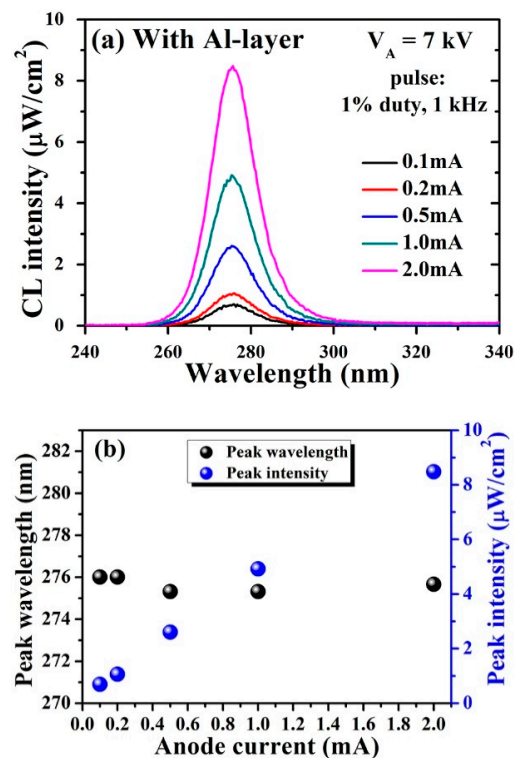 (a) With Al-layer
V_A = 7 kV
pulse:
1% duty, 1 kHz
0.1mA
0.2mA
0.5mA
1.0mA
2.0mA
CL intensity (μW/cm²)
10
8
6
4
2
0
240 260 280 300 320 340
Wavelength (nm)
(b)
Peak wavelength
Peak intensity
Peak wavelength (nm)
282
280
278
276
274
272
270
Peak intensity (μW/cm²)
10
8
6
4
2
0
0.0 0.2 0.4 0.6 0.8 1.0 1.2 1.4 1.6 1.8 2.0
Anode current (mA)